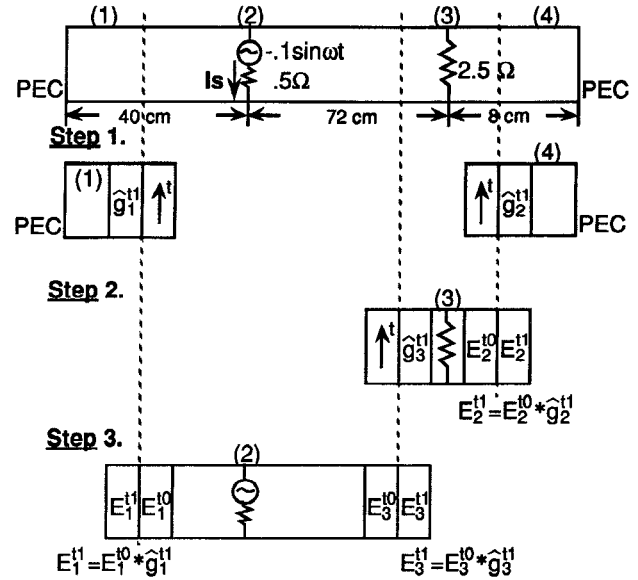 (1) (2) (3) (4)
-.1sinωt
PEC Is .5Ω 2.5 Ω PEC
40 cm 72 cm 8 cm
Step 1.
(1) ĝ₁ᵗ¹ t t ĝ₂ᵗ¹ (4)
PEC PEC
Step 2.
(3)
t ĝ₃ᵗ¹ E₂ᵗ⁰ E₂ᵗ¹
E₂ᵗ¹=E₂ᵗ⁰*ĝ₂ᵗ¹
Step 3.
(2)
E₁ᵗ¹ E₁ᵗ⁰ E₃ᵗ⁰ E₃ᵗ¹
E₁ᵗ¹=E₁ᵗ⁰*ĝ₁ᵗ¹ E₃ᵗ¹=E₃ᵗ⁰*ĝ₃ᵗ¹